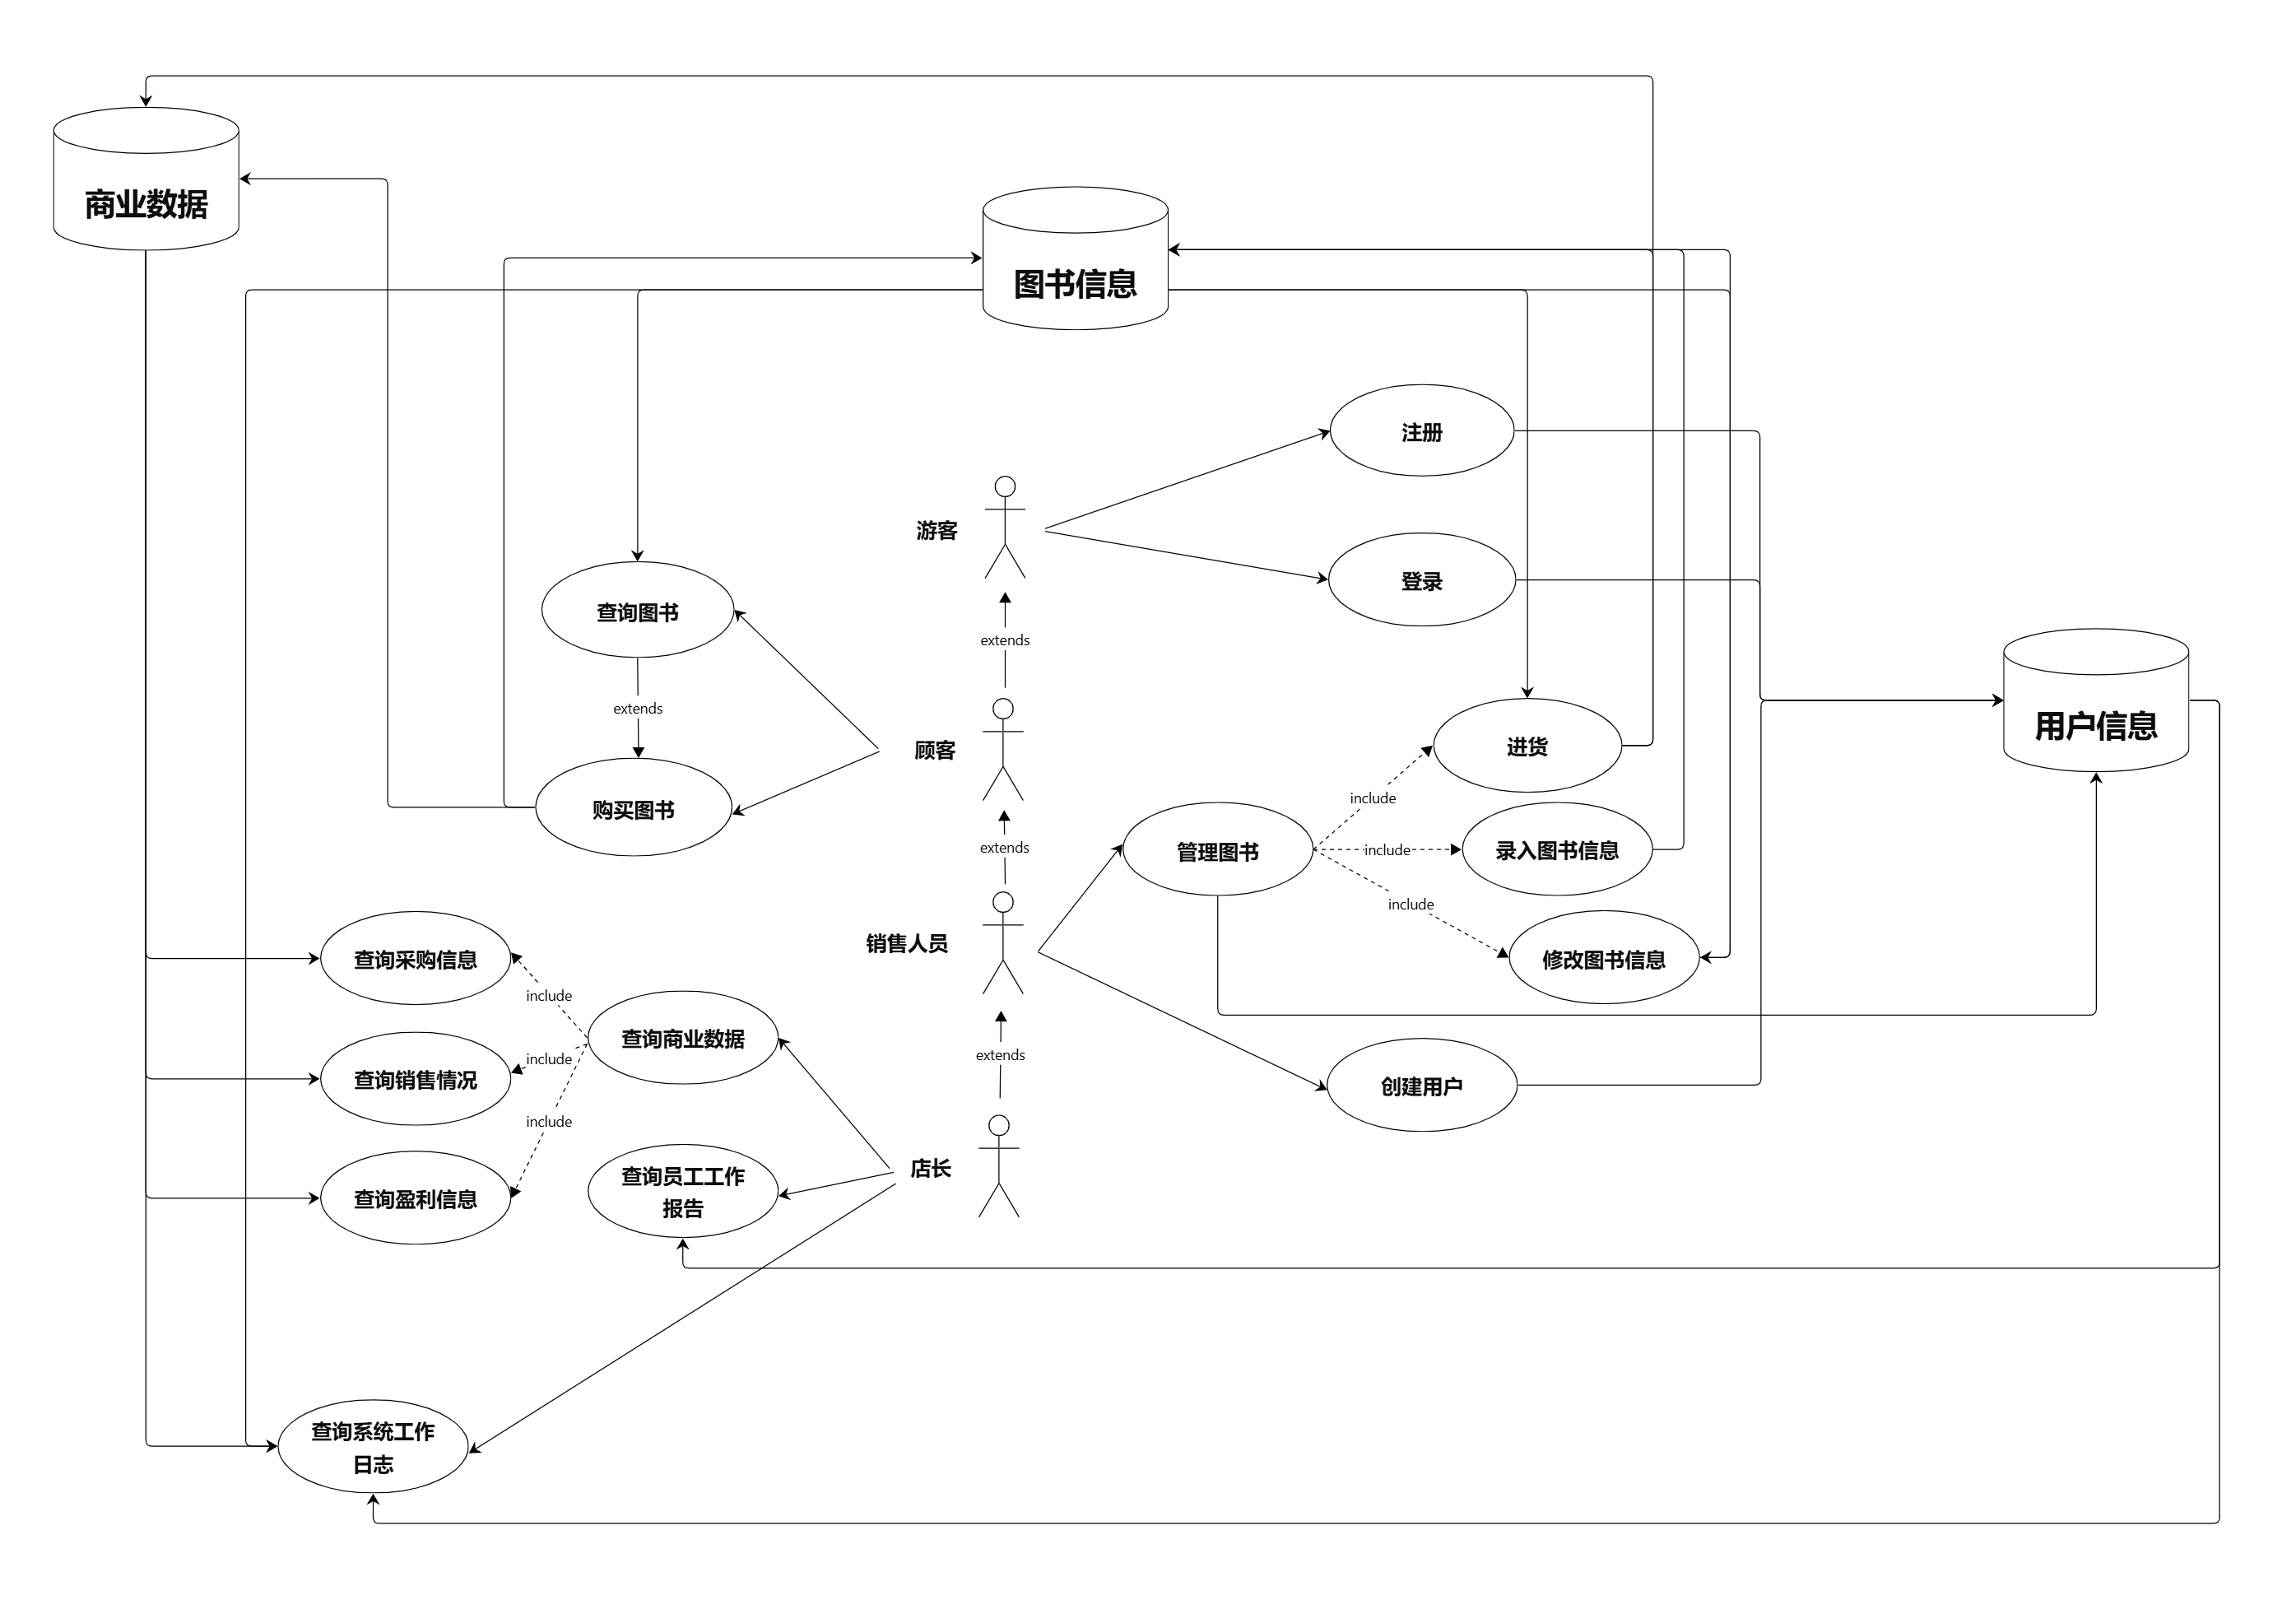 商业数据
图书信息
注册
游客
登录
查询图书
extends
extends
用户信息
顾客
进货
购买图书
include
extends
管理图书
include
录入图书信息
include
销售人员
查询采购信息
修改图书信息
include
查询商业数据
extends
include
查询销售情况
创建用户
include
店长
查询员工工作
报告
查询盈利信息
查询系统工作
日志